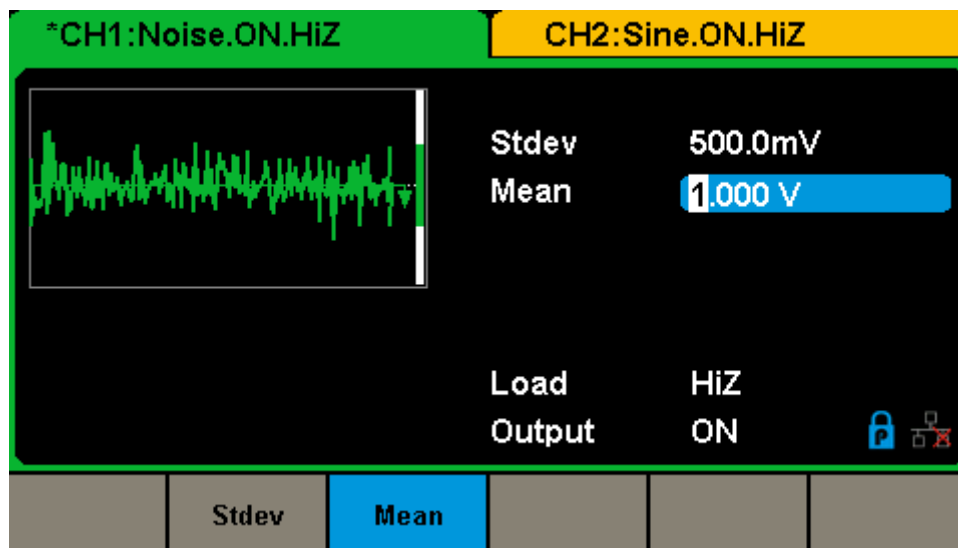 *CH1:Noise.ON.HiZ CH2:Sine.ON.HiZ
Stdev 500.0mV
Mean 1.000 V
Load HiZ
Output ON P
Stdev Mean